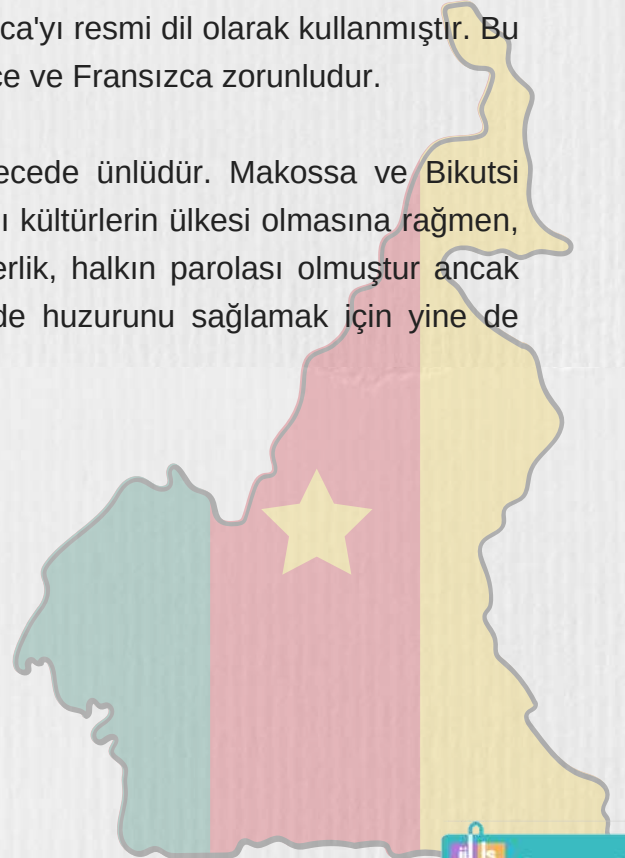 ca'yı resmi dil olarak kullanmıştır. Bu
ce ve Fransızca zorunludur.
ecede ünlüdür. Makossa ve Bikutsi
ı kültürlerin ülkesi olmasına rağmen,
erlik, halkın parolası olmuştur ancak
de huzurunu sağlamak için yine de